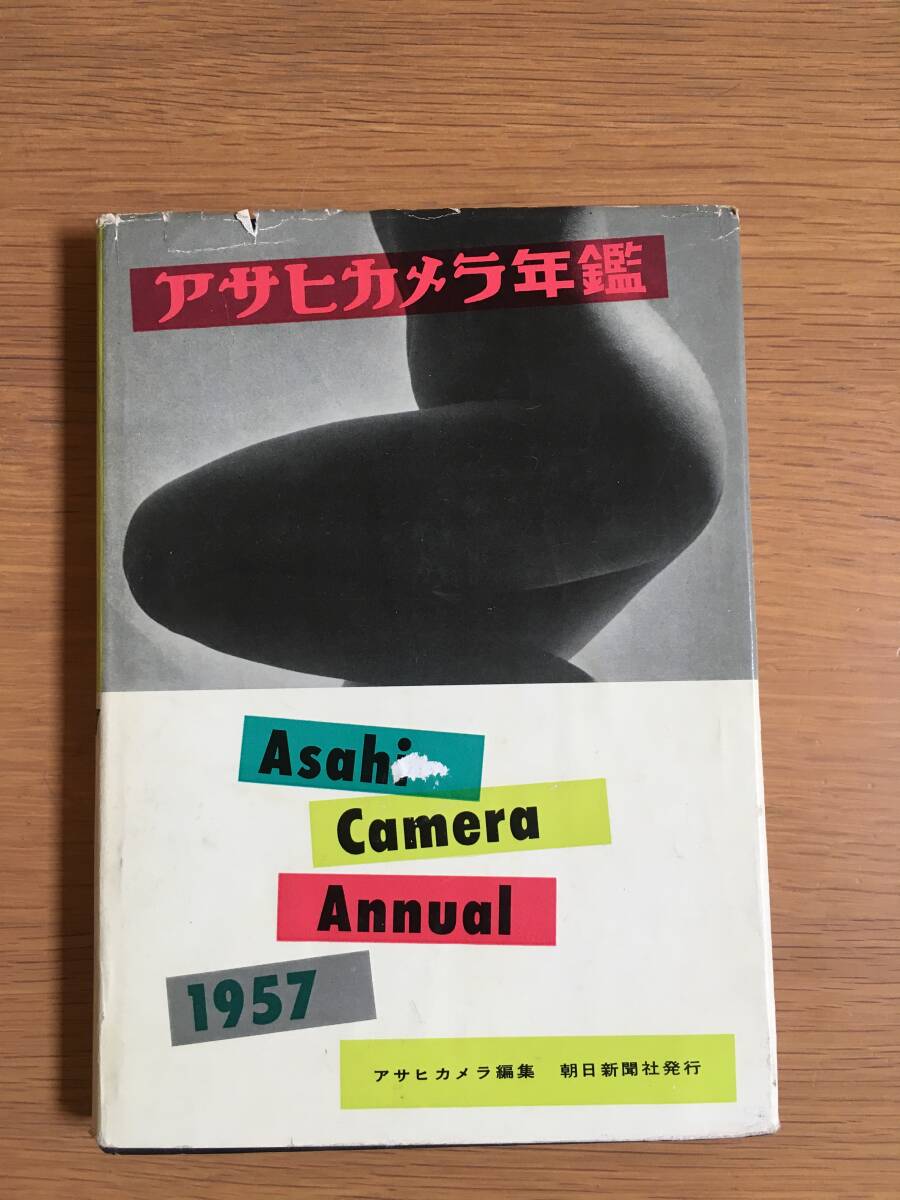 アサヒカメラ年鑑
Asahi
Camera
Annual
1957
アサヒカメラ編集 朝日新聞社発行